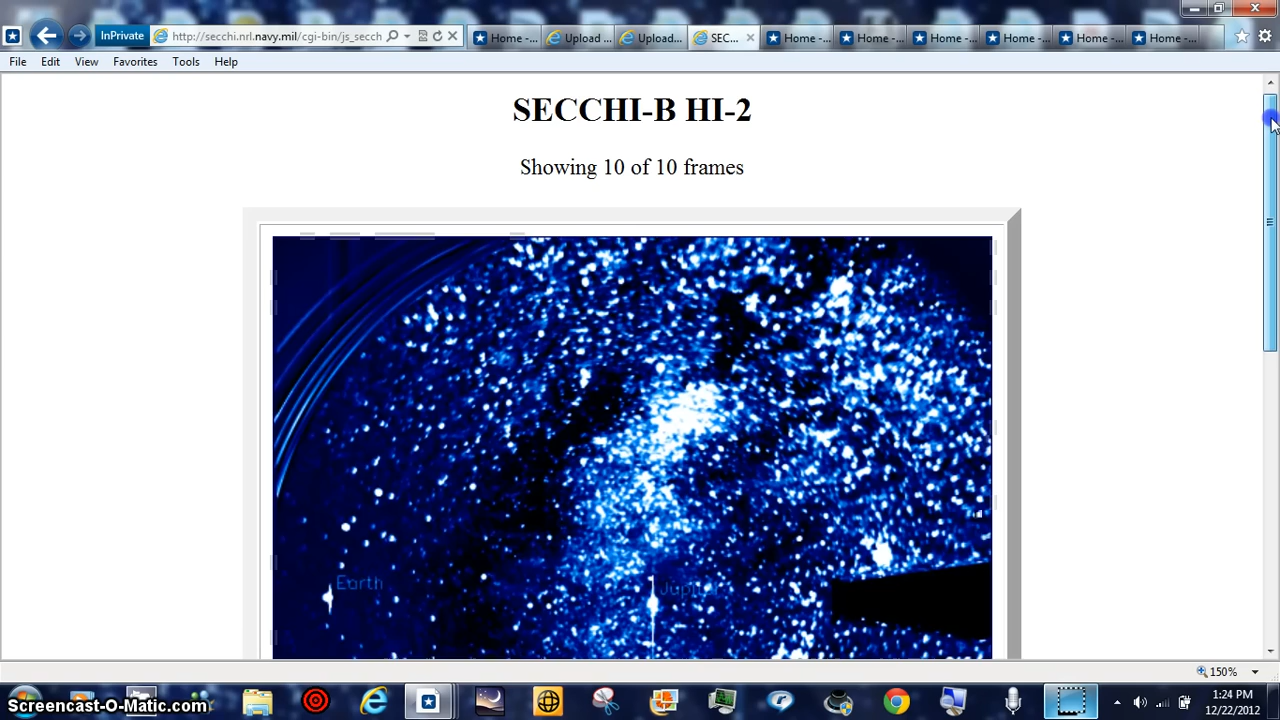 InPrivate
http://secchi.nrl.navy.mil/cgi-bin/js_secch
Home -...
Upload ...
Upload...
SEC...
Home -...
Home -...
Home -...
Home -...
Home -...
Home -...
File Edit View Favorites Tools Help
SECCHI-B HI-2
Showing 10 of 10 frames
Earth
Jupiter
150%
Screencast-O-Matic.com
1:24 PM
12/22/2012